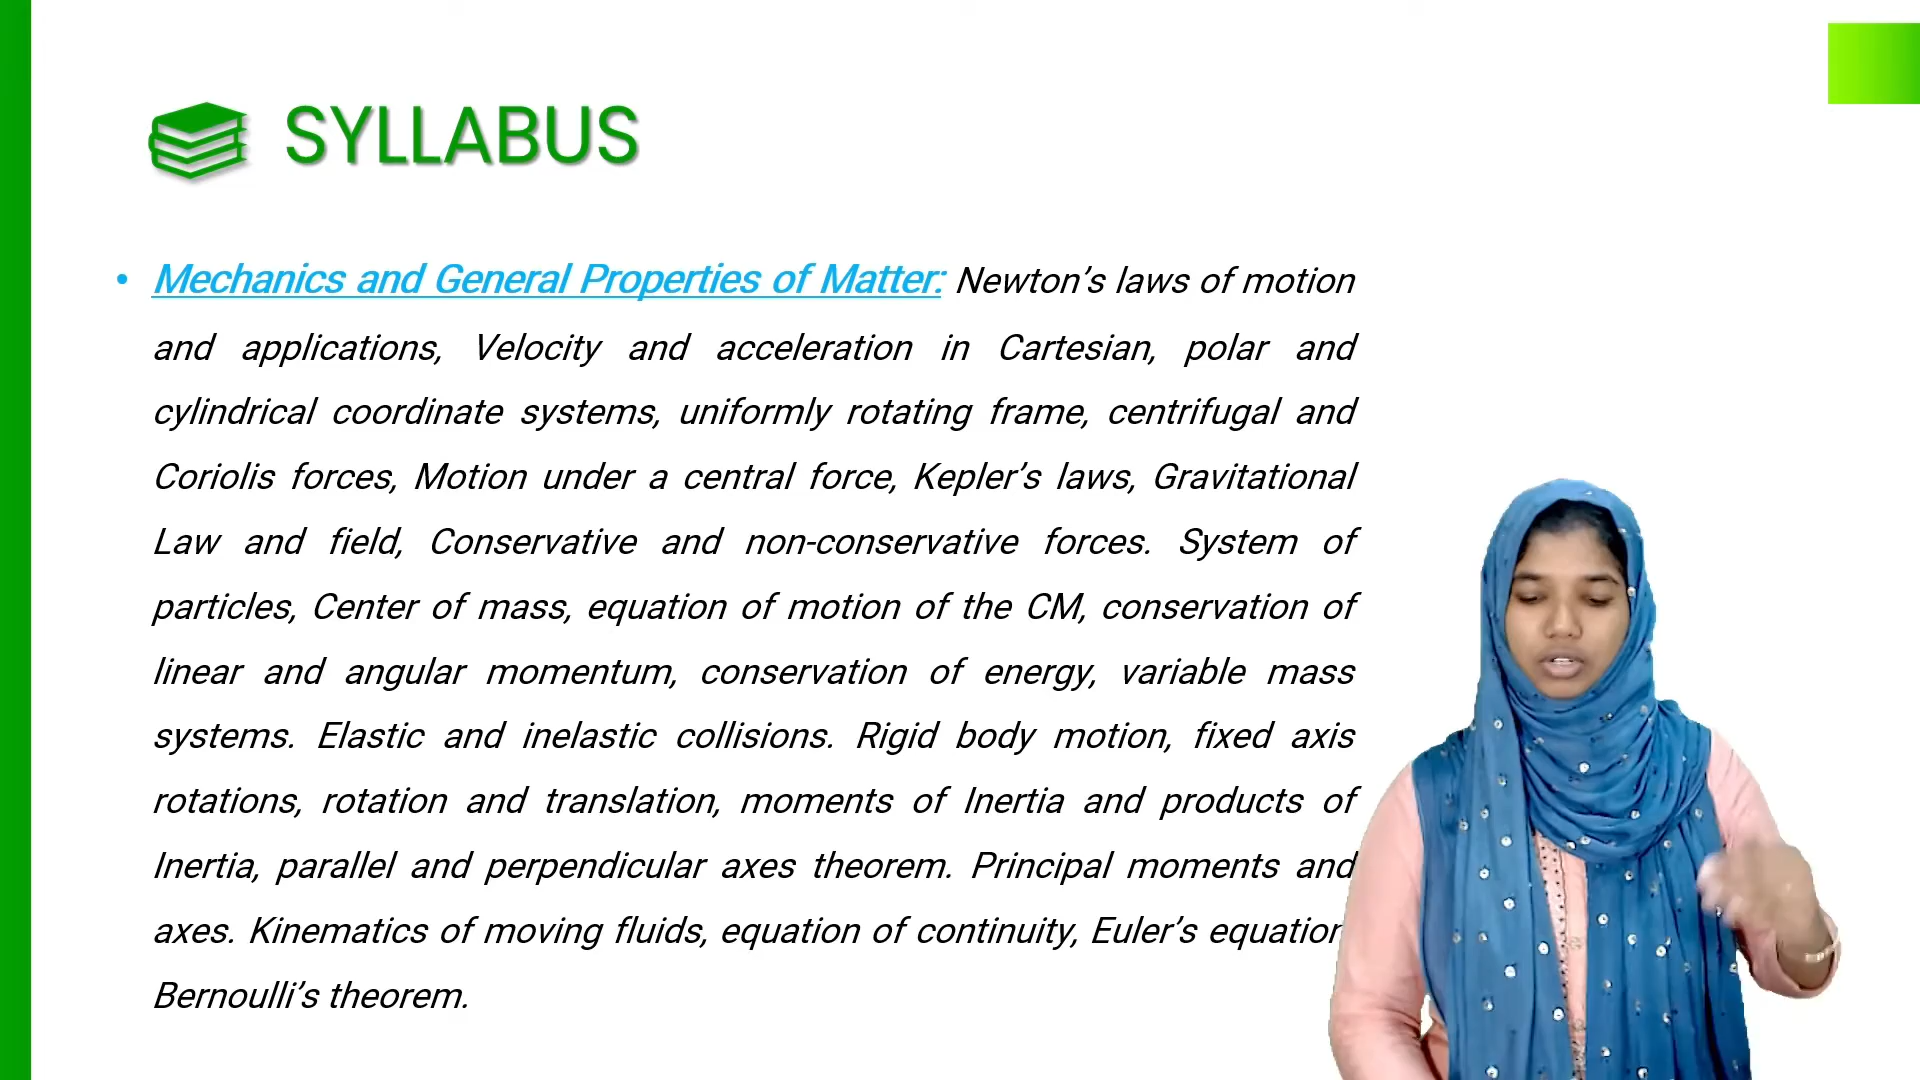 SYLLABUS
• Mechanics and General Properties of Matter: Newton’s laws of motion
and applications, Velocity and acceleration in Cartesian, polar and
cylindrical coordinate systems, uniformly rotating frame, centrifugal and
Coriolis forces, Motion under a central force, Kepler’s laws, Gravitational
Law and field, Conservative and non-conservative forces. System of
particles, Center of mass, equation of motion of the CM, conservation of
linear and angular momentum, conservation of energy, variable mass
systems. Elastic and inelastic collisions. Rigid body motion, fixed axis
rotations, rotation and translation, moments of Inertia and products of
Inertia, parallel and perpendicular axes theorem. Principal moments and
axes. Kinematics of moving fluids, equation of continuity, Euler’s equation
Bernoulli’s theorem.